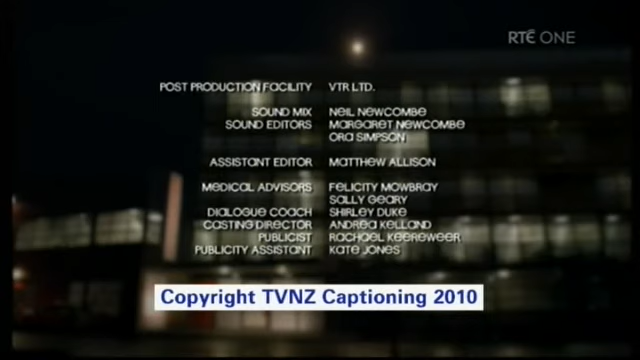 RTÉ ONE
POST PRODUCTION FACILITY VTR LTD.
SOUND MIX NEIL NEWCOMBE
SOUND EDITORS MARGARET NEWCOMBE
ORA SIMPSON
ASSISTANT EDITOR MATTHEW ALLISON
MEDICAL ADVISORS FELICITY MOWBRAY
SALLY GEARY
DIALOGUE COACH SHIRLEY DUKE
CASTING DIRECTOR ANDREA KELLAND
PUBLICIST RACHAEL KEEREWEER
PUBLICITY ASSISTANT KATE JONES
Copyright TVNZ Captioning 2010